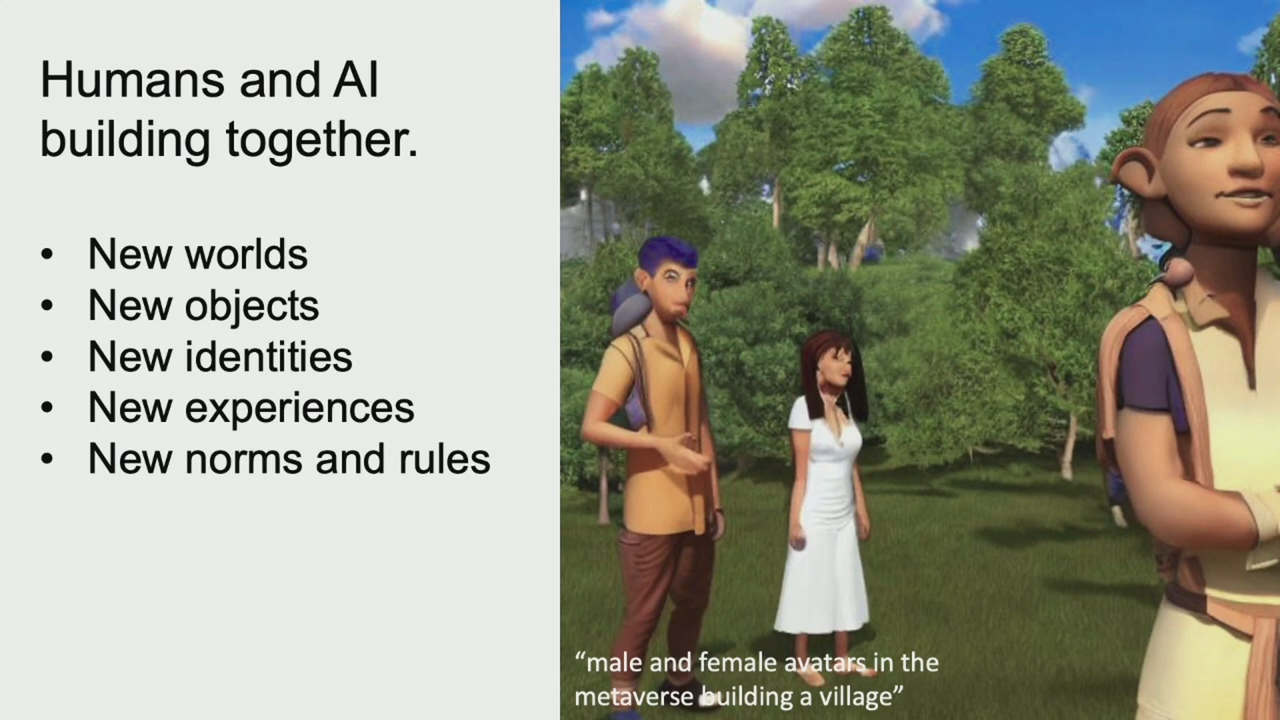 Humans and AI
building together.
• New worlds
• New objects
• New identities
• New experiences
• New norms and rules
“male and female avatars in the
metaverse building a village”